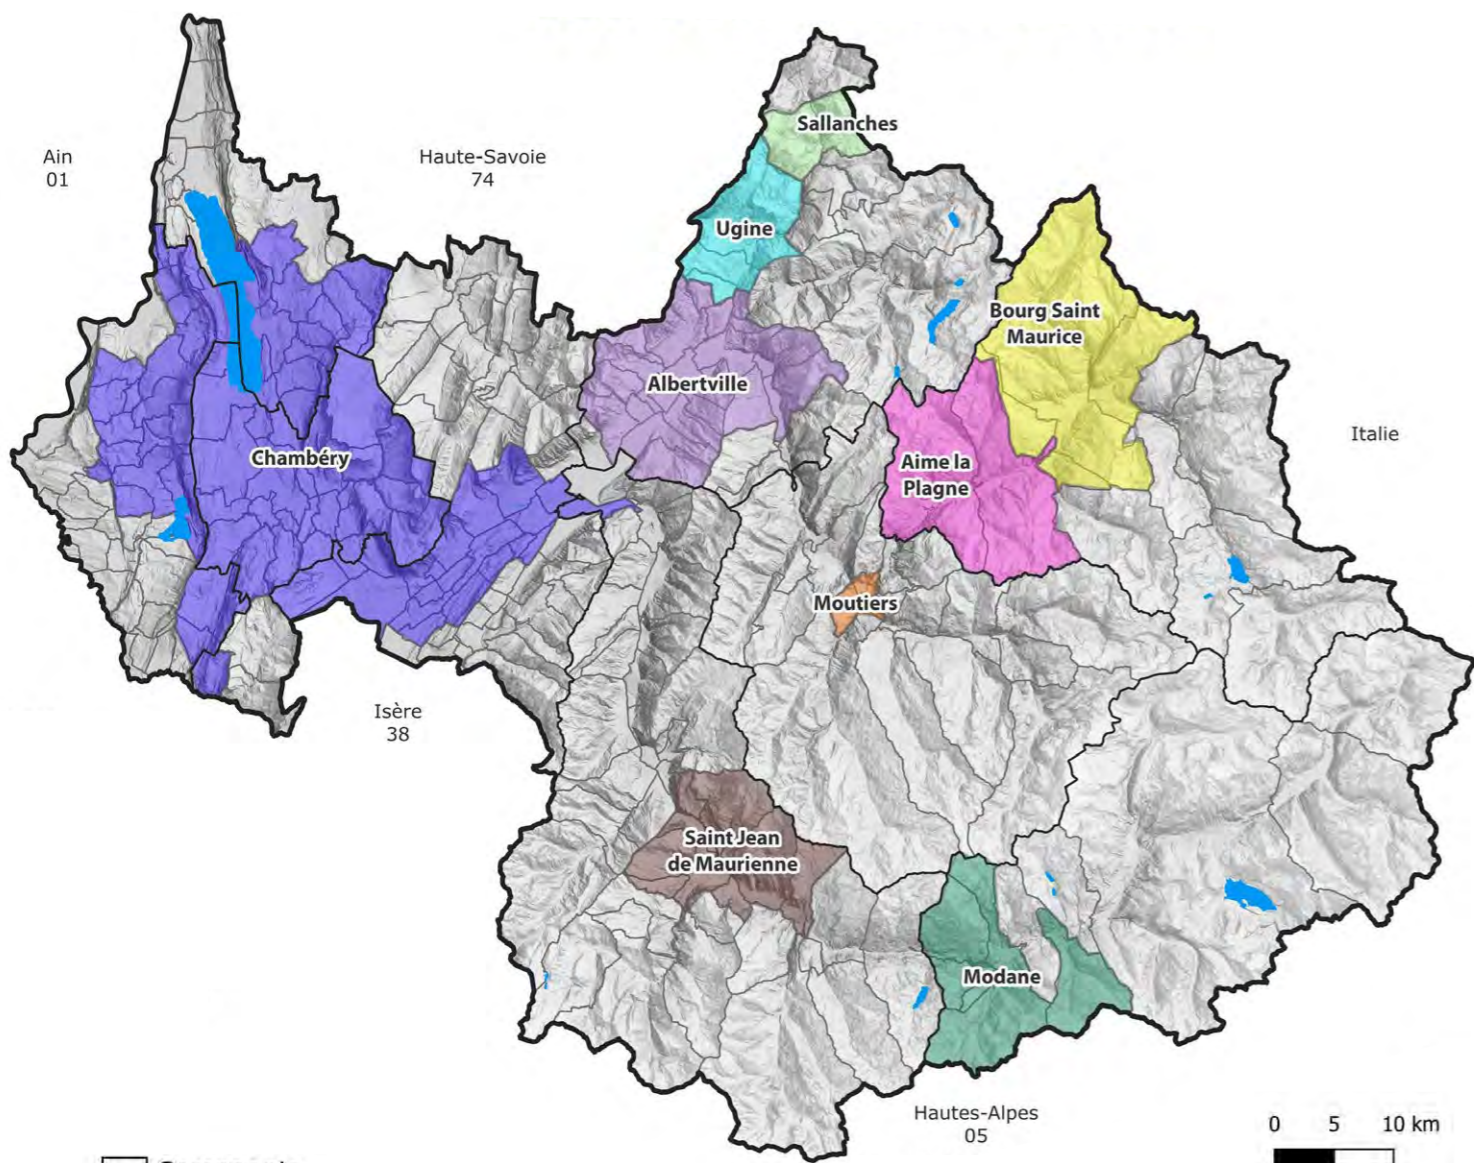 Sallanches
Ain
01
Haute-Savoie
74
Ugine
Bourg Saint
Maurice
Albertville
Italie
Chambéry
Aime la
Plagne
Moutiers
Isère
38
Saint Jean
de Maurienne
Modane
Hautes-Alpes
05
0 5 10 km